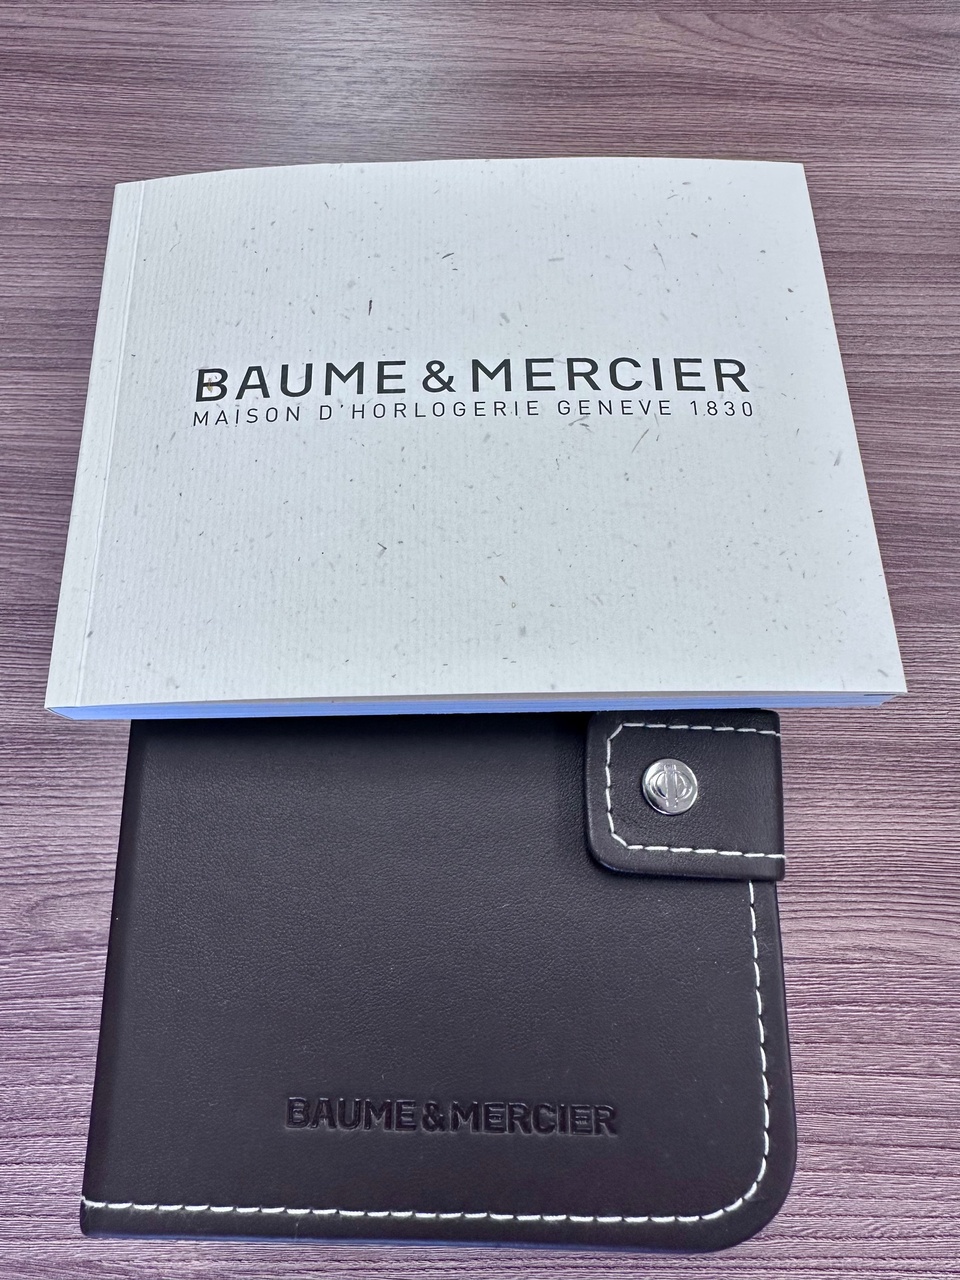 BAUME & MERCIER
MAISON D'HORLOGERIE GENEVE 1830
BAUME & MERCIER